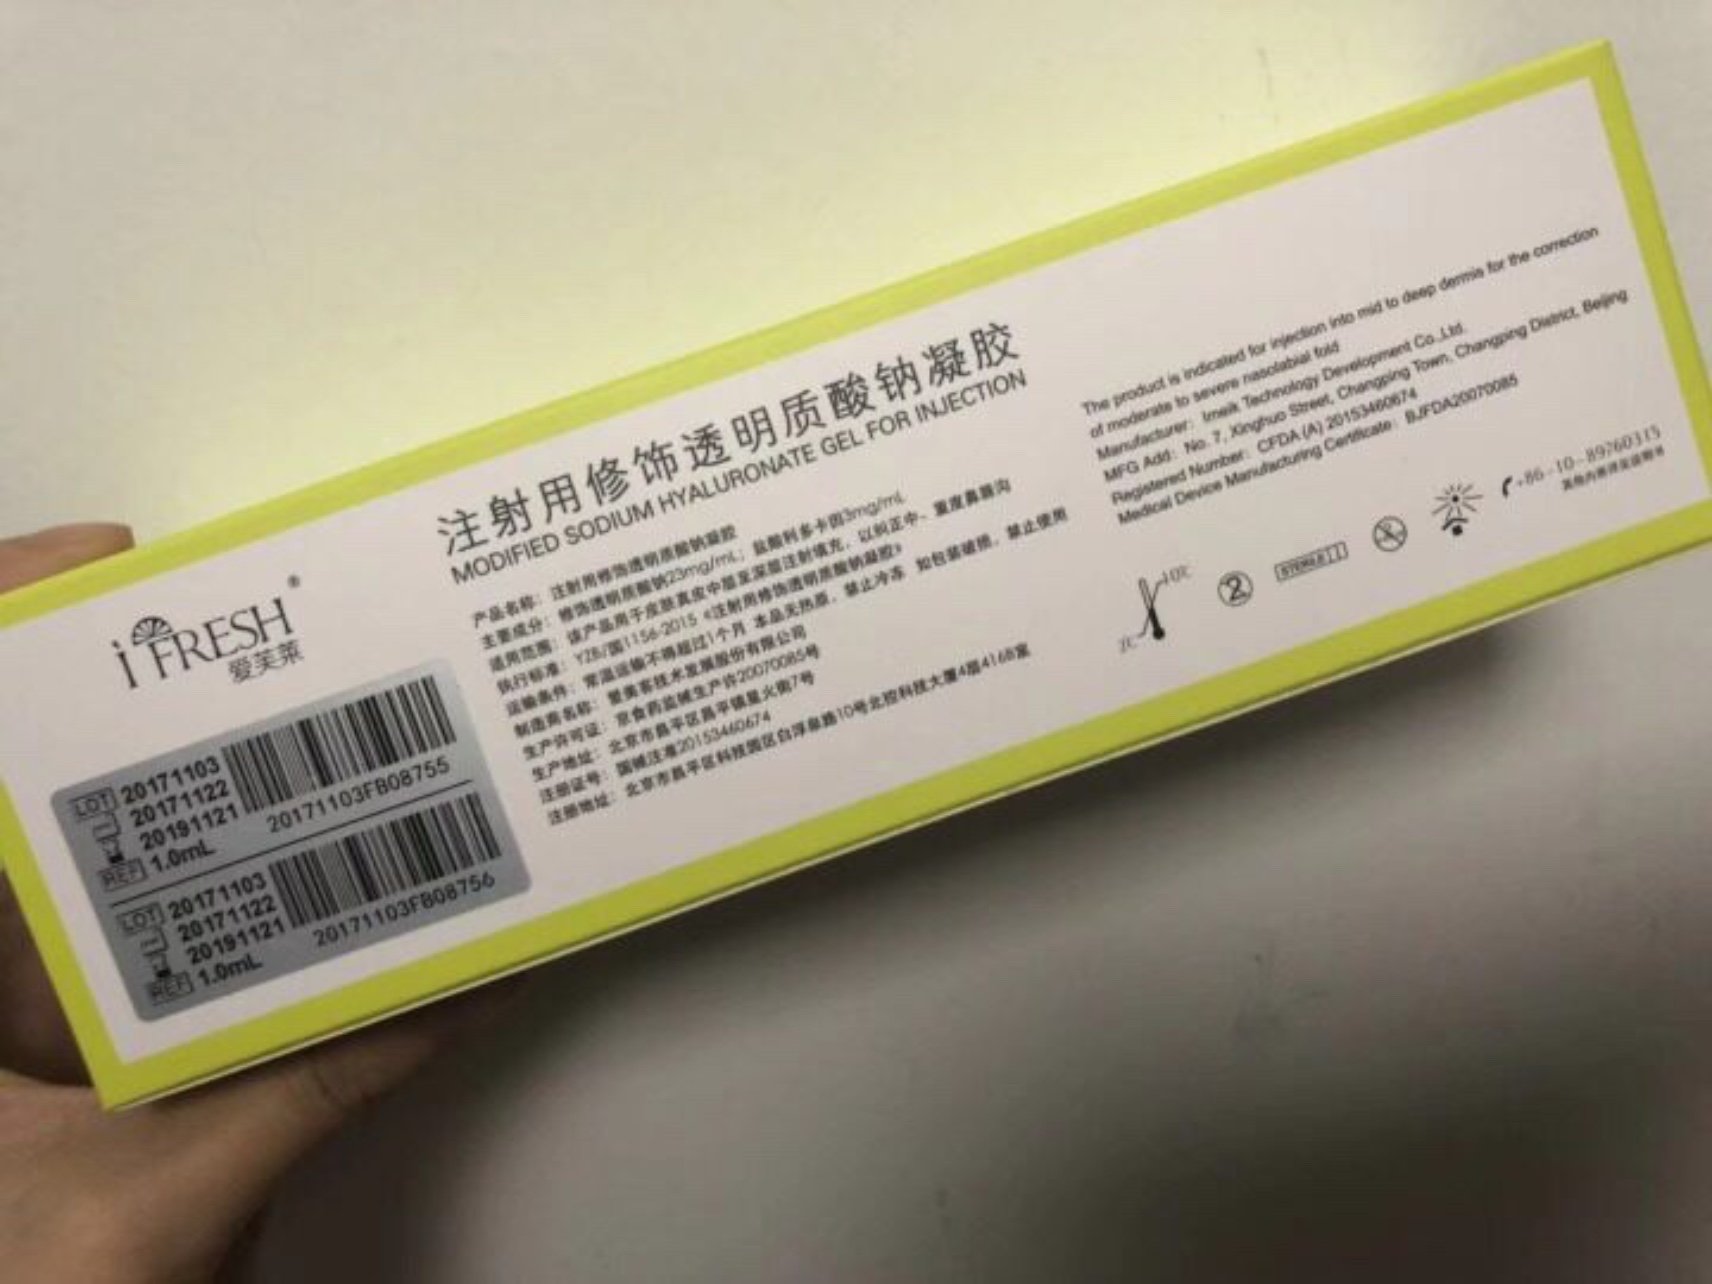 i FRESH®
爱芙莱
LOT 20171103
20171122
20191121
REF 1.0mL
20171103FB08755
LOT 20171103
20171122
20191121
REF 1.0mL
20171103FB08756
注射用修饰透明质酸钠凝胶
MODIFIED SODIUM HYALURONATE GEL FOR INJECTION
产品名称：注射用修饰透明质酸钠凝胶
主要成分：修饰透明质酸钠23mg/mL；盐酸利多卡因3mg/mL
适用范围：该产品用于皮肤真皮中层至深层注射填充，以纠正中、重度鼻唇沟
执行标准：YZB/国1156-2015《注射用修饰透明质酸钠凝胶》
运输条件：常温运输不得超过1个月 本品无热原，禁止冷冻 如包装破损，禁止使用
制造商名称：爱美客技术发展股份有限公司
生产许可证：京食药监械生产许20070085号
生产地址：北京市昌平区昌平镇星火街7号
注册证号：国械注准20153460674
注册地址：北京市昌平区科技园区白浮泉路10号北控科技大厦4层416B室
The product is indicated for injection into mid to deep dermis for the correction
of moderate to severe nasolabial fold
Manufacturer: Imeik Technology Development Co.,Ltd.
MFG Add: No. 7, Xinghuo Street, Changping Town, Changping District, Beijing
Registered Number: CFDA (A) 20153460674
Medical Device Manufacturing Certificate: BJFDA20070085
10℃
2℃
2
STERILE
+86-10-89760315
其他内容详见说明书